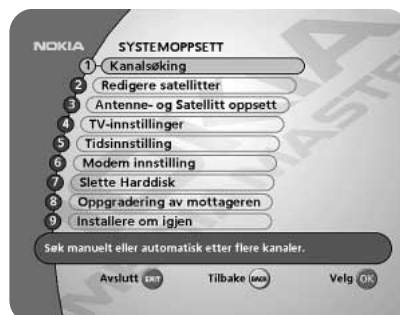 NOKIA SYSTEMOPPSETT
1 Kanalsøking
2 Redigere satellitter
3 Antenne- og Satellitt oppsett
4 TV-innstillinger
5 Tidsinnstilling
6 Modem innstilling
7 Slette Harddisk
8 Oppgradering av mottageren
9 Installere om igjen
Søk manuelt eller automatisk etter flere kanaler.
Avslutt EXIT Tilbake BACK Velg OK